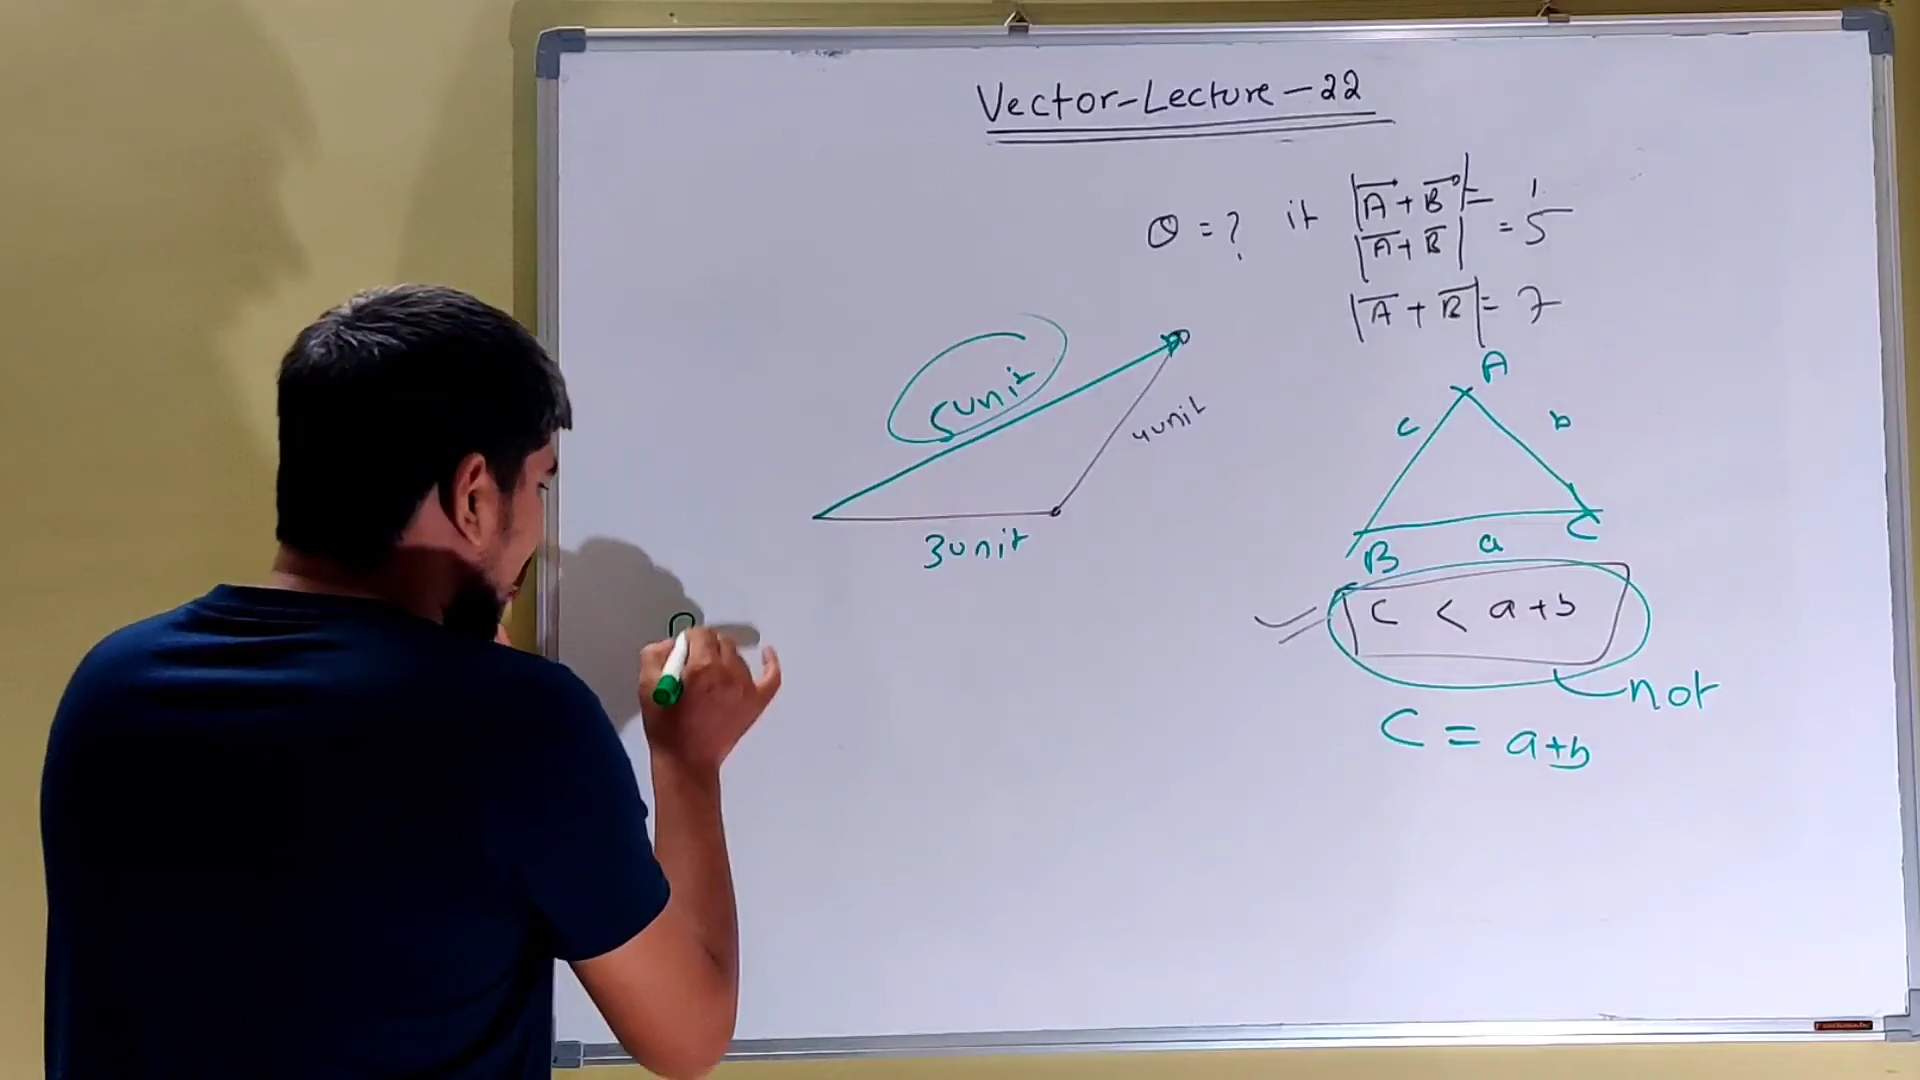 Vector-Lecture-22
θ = ? if |A+B| = 1
|A+B| = 5
|A+B| = 7
A
c b
5unit
4unit
3unit
B a C
c < a+b
not
C = a+b